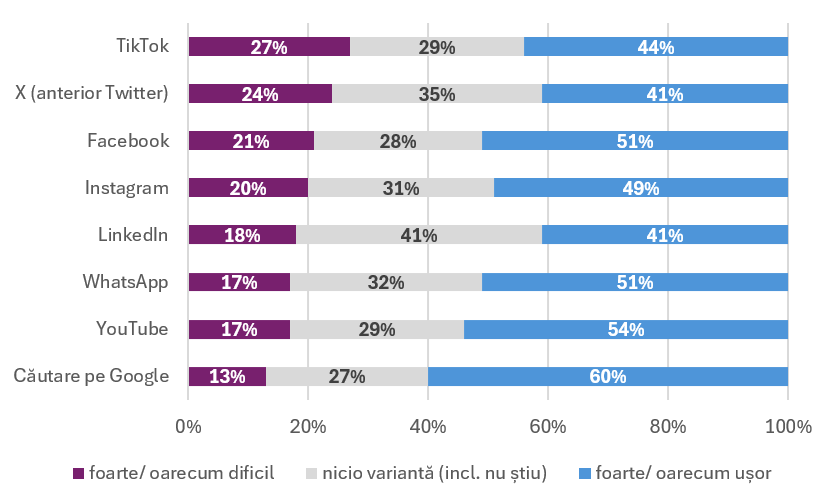 TikTok 27% 29% 44%
X (anterior Twitter) 24% 35% 41%
Facebook 21% 28% 51%
Instagram 20% 31% 49%
LinkedIn 18% 41% 41%
WhatsApp 17% 32% 51%
YouTube 17% 29% 54%
Căutare pe Google 13% 27% 60%
0% 20% 40% 60% 80% 100%
foarte/ oarecum dificil nicio variantă (incl. nu știu) foarte/ oarecum ușor